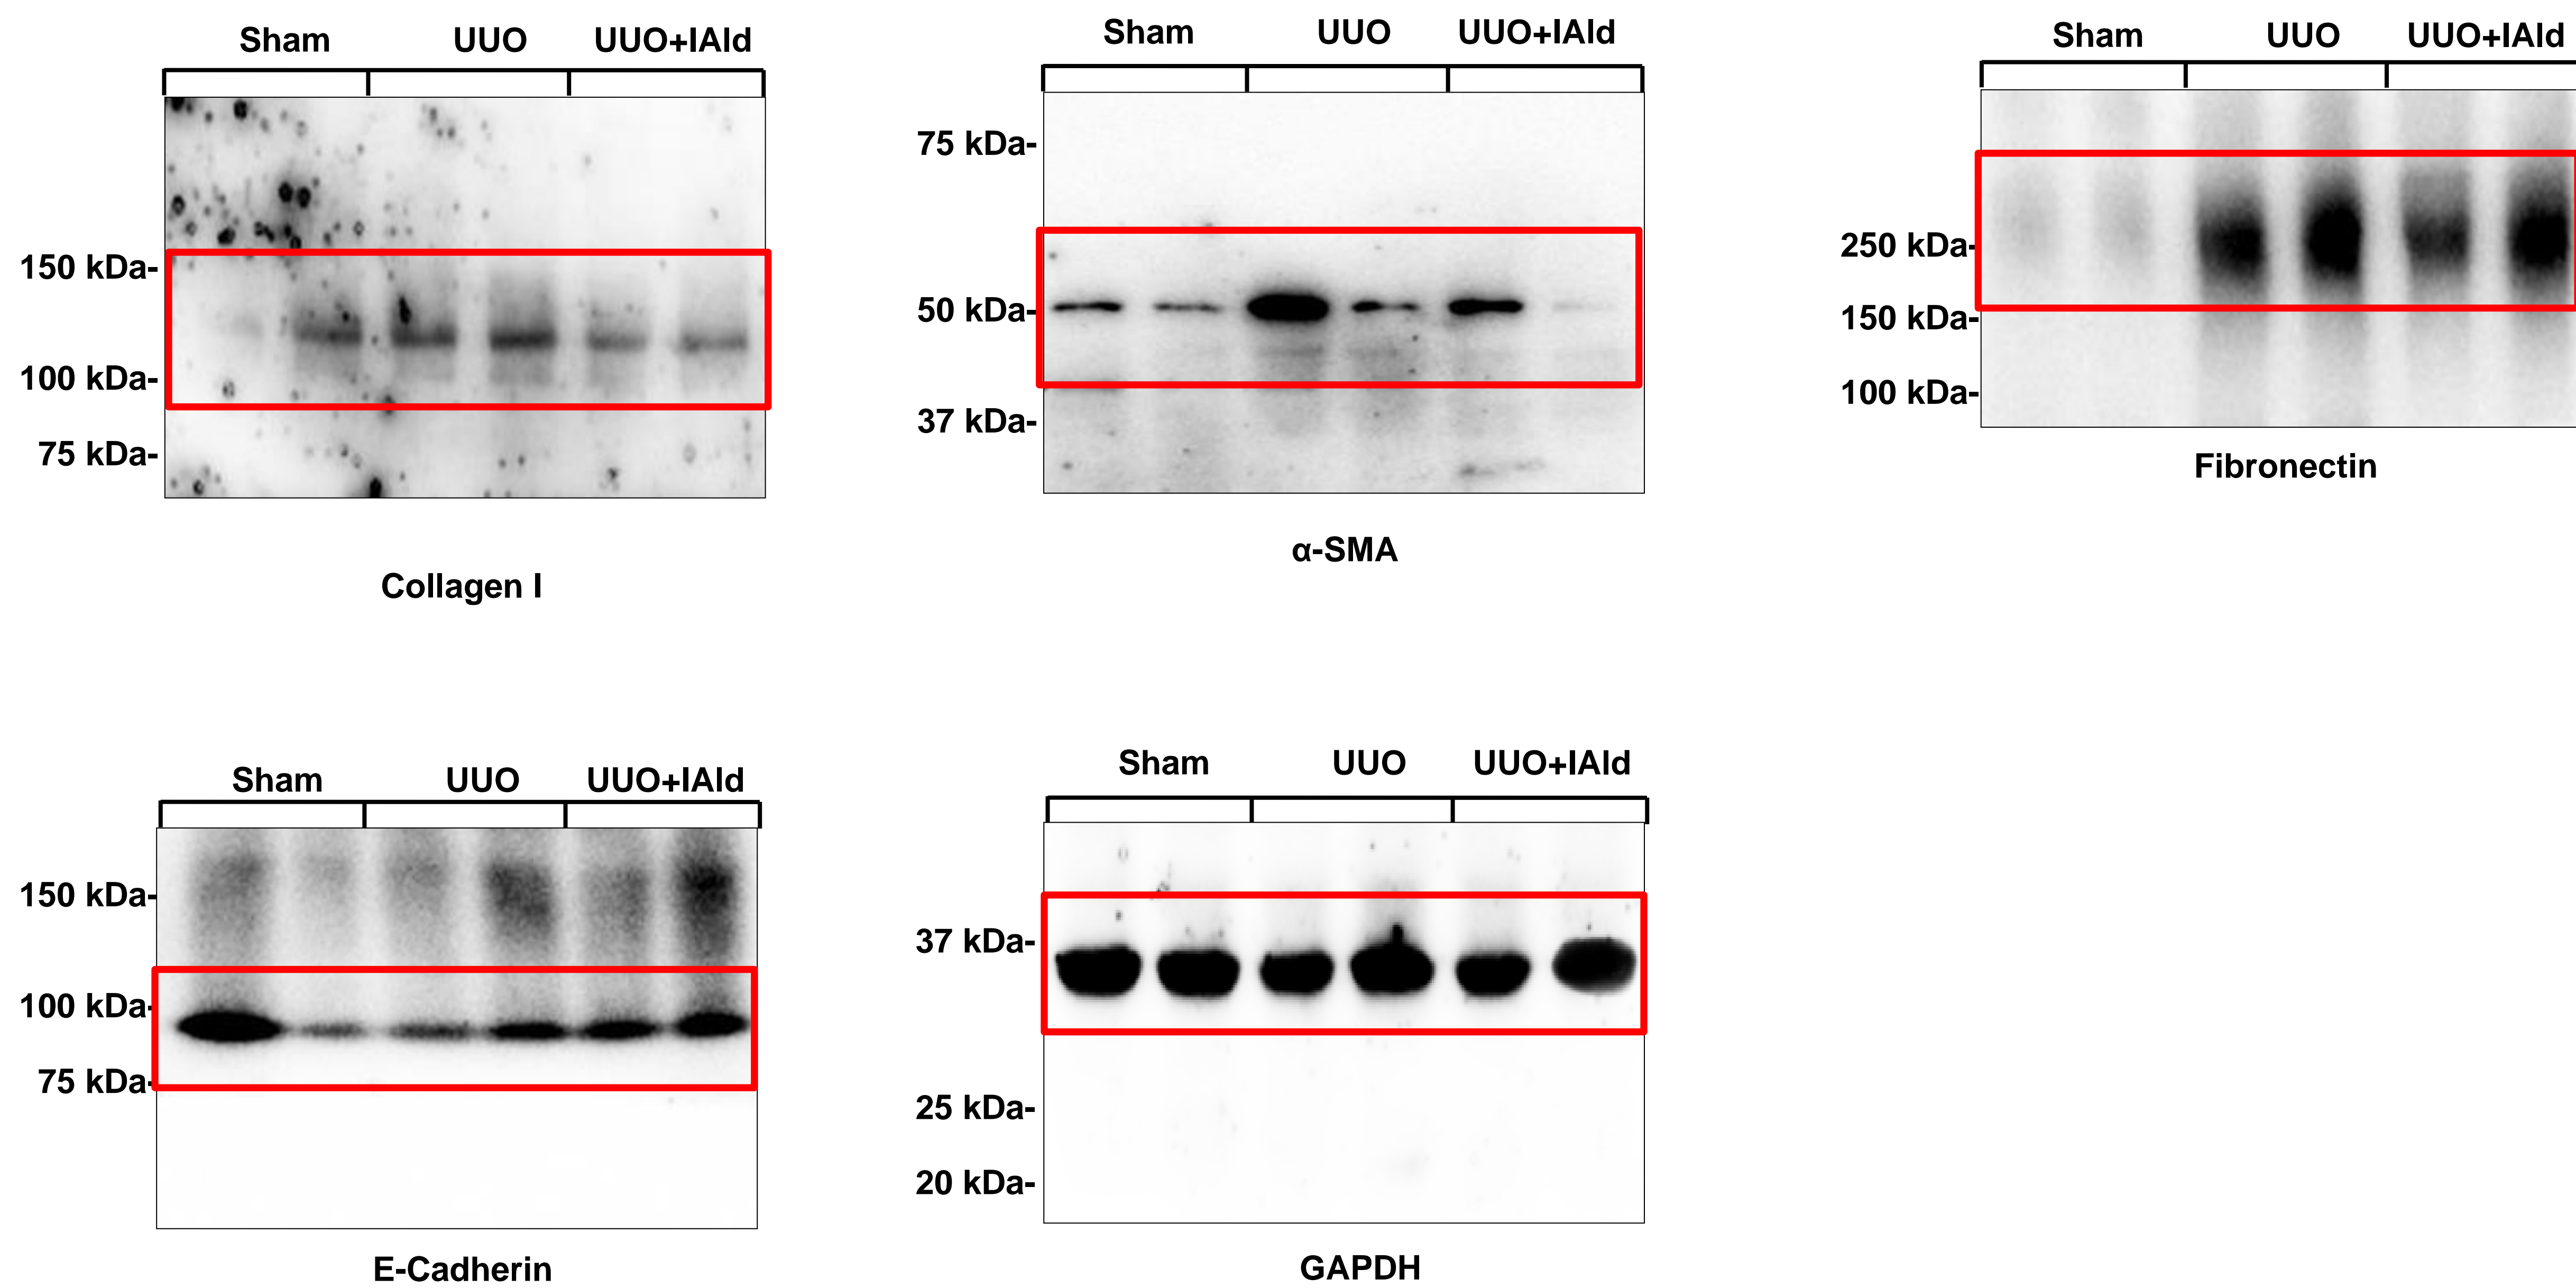 Sham UUO UUO+IAld
150 kDa-
100 kDa-
75 kDa-
Collagen I
Sham UUO UUO+IAld
75 kDa-
50 kDa-
37 kDa-
α-SMA
Sham UUO UUO+IAld
250 kDa-
150 kDa-
100 kDa-
Fibronectin
Sham UUO UUO+IAld
150 kDa-
100 kDa-
75 kDa-
E-Cadherin
Sham UUO UUO+IAld
37 kDa-
25 kDa-
20 kDa-
GAPDH